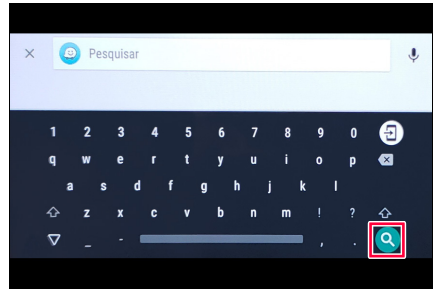 Pesquisar
1 2 3 4 5 6 7 8 9 0
q w e r t y u i o p
a s d f g h j k l
z x c v b n m ! ?
_ - , .